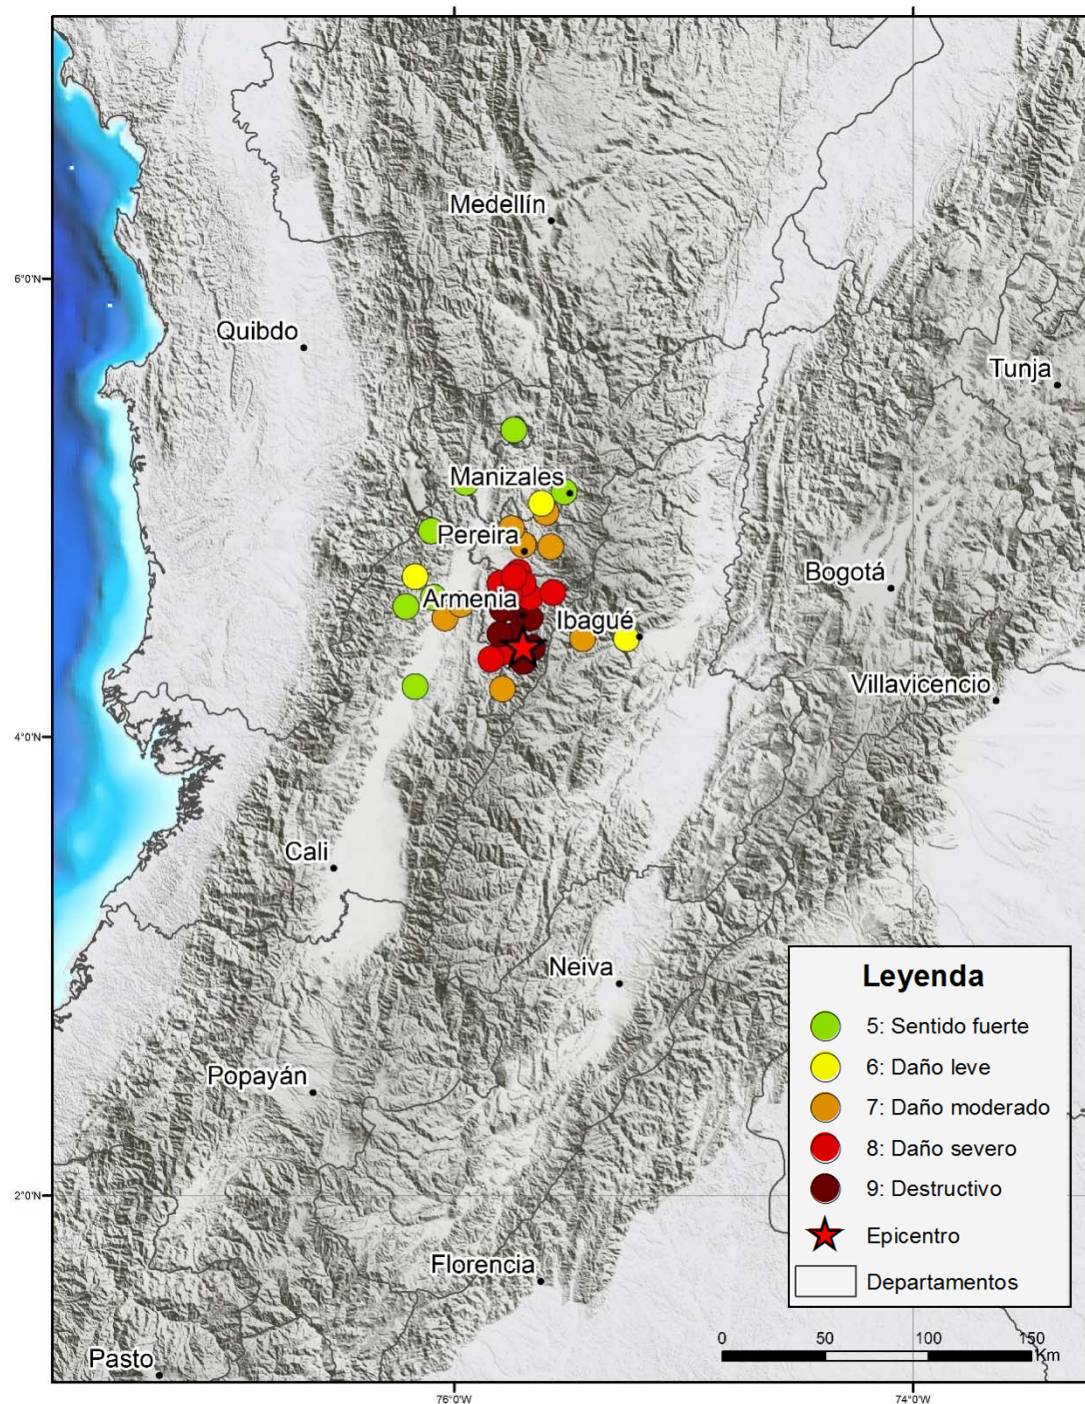 Medellín
6°0'N
Quibdo
Tunja
Manizales
Pereira
Bogotá
Armenia
Ibagué
Villavicencio
4°0'N
Cali
Neiva
Leyenda
5: Sentido fuerte
6: Daño leve
7: Daño moderado
8: Daño severo
9: Destructivo
Epicentro
Departamentos
Popayán
2°0'N
Florencia
0 50 100 150
Km
Pasto
76°0'W 74°0'W